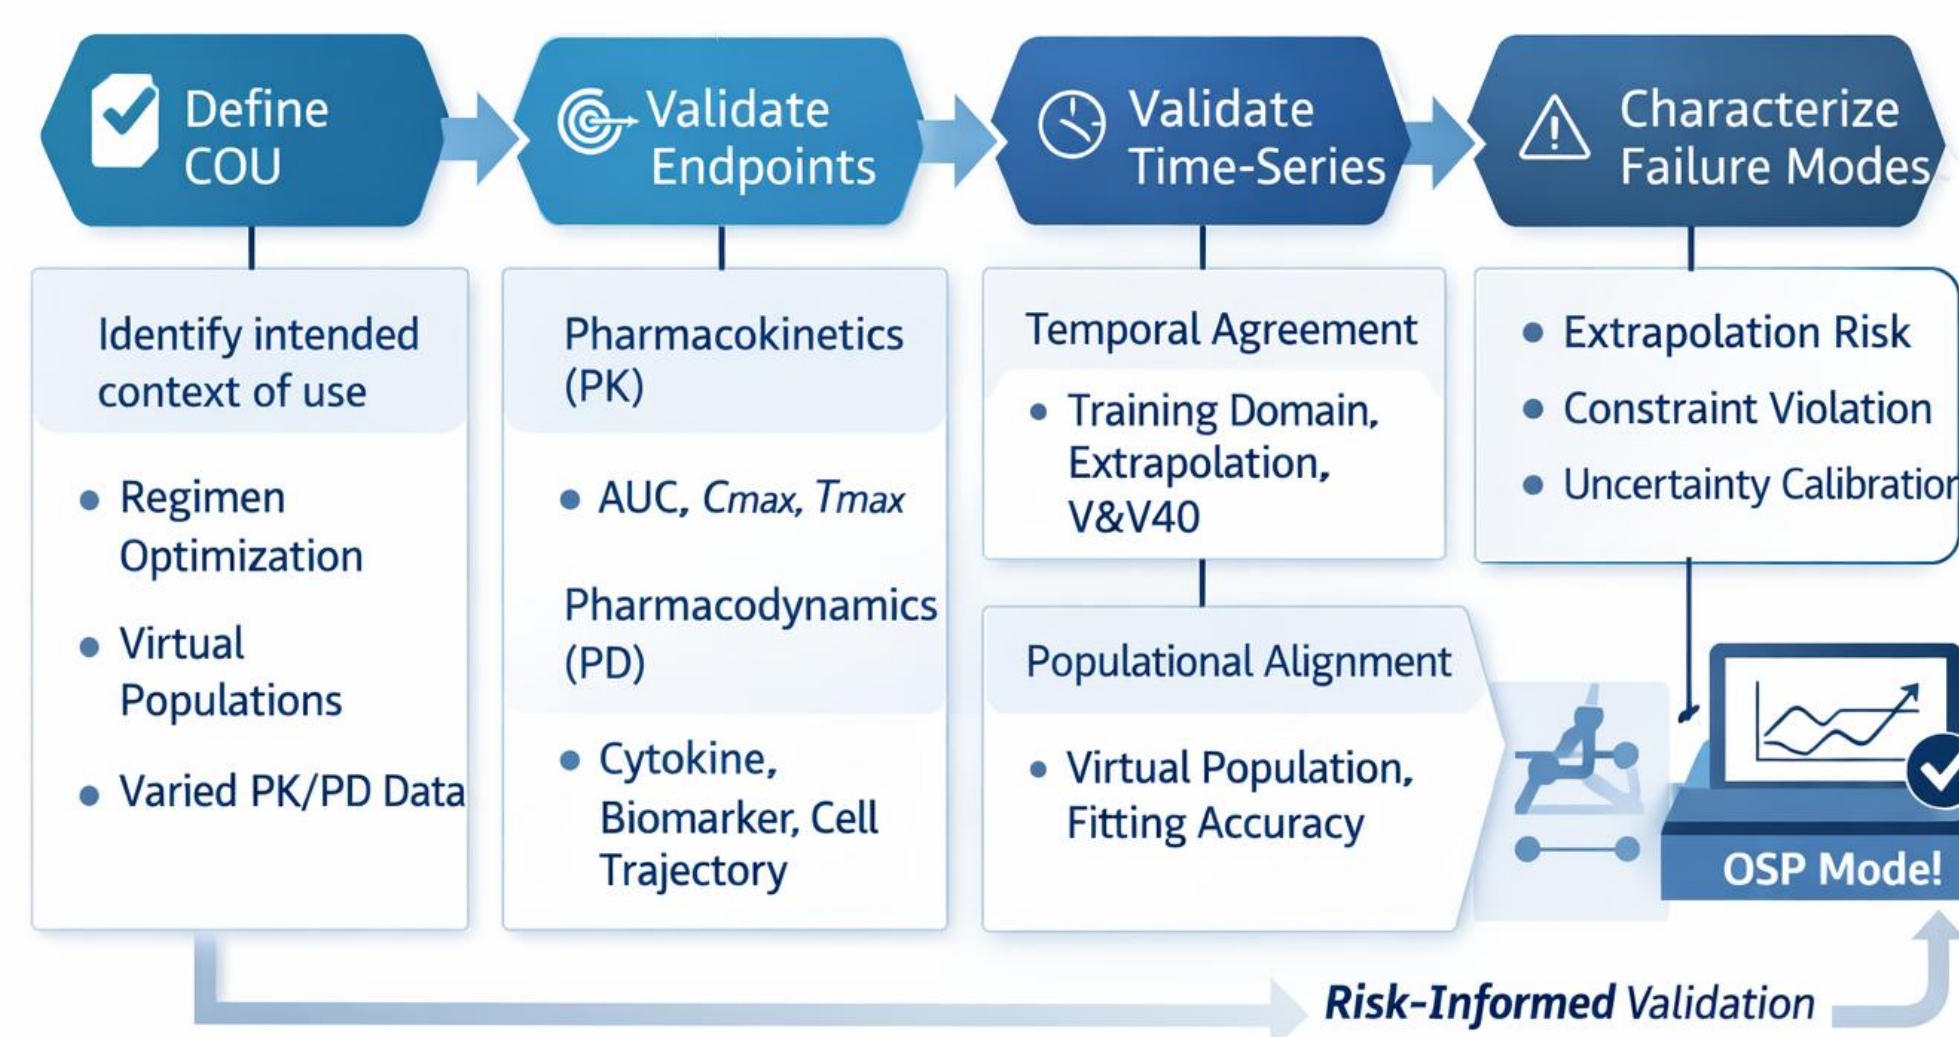 Define
COU
Validate
Endpoints
Validate
Time-Series
Characterize
Failure Modes
Identify intended
context of use
• Regimen
Optimization
• Virtual
Populations
• Varied PK/PD Data
Pharmacokinetics
(PK)
• AUC, Cmax, Tmax
Pharmacodynamics
(PD)
• Cytokine,
Biomarker, Cell
Trajectory
Temporal Agreement
• Training Domain,
Extrapolation,
V&V40
Populational Alignment
• Virtual Population,
Fitting Accuracy
• Extrapolation Risk
• Constraint Violation
• Uncertainty Calibration
OSP Mode!
Risk-Informed Validation